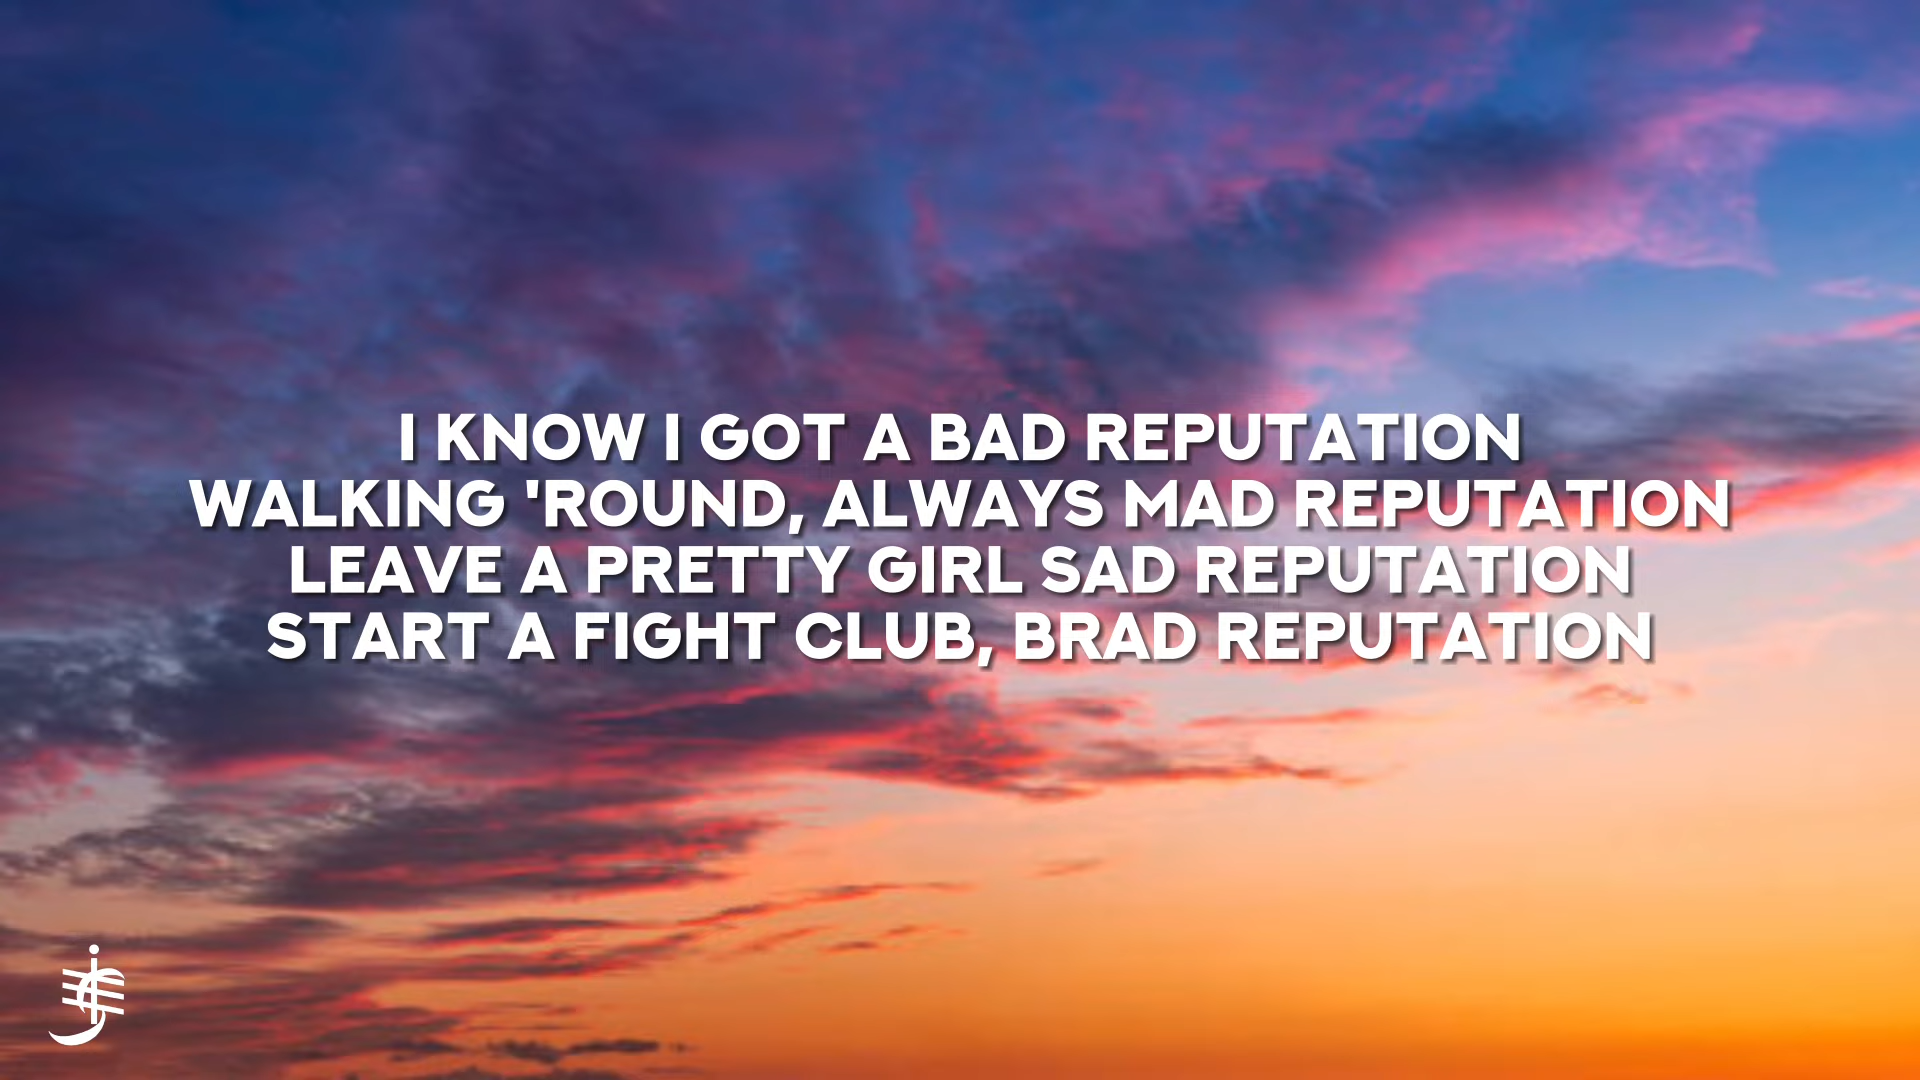 I KNOW I GOT A BAD REPUTATION
WALKING 'ROUND, ALWAYS MAD REPUTATION
LEAVE A PRETTY GIRL SAD REPUTATION
START A FIGHT CLUB, BRAD REPUTATION